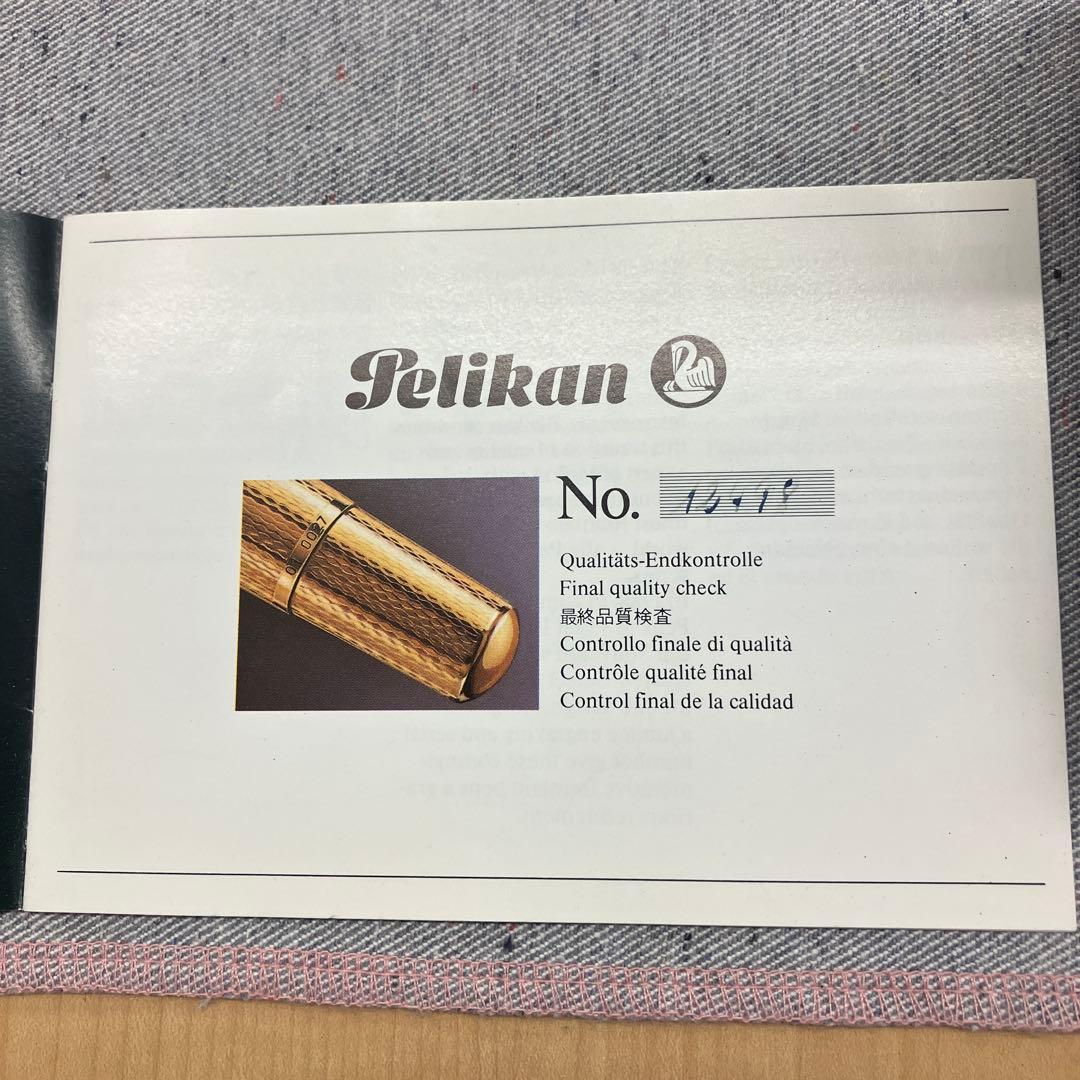 Pelikan
No.
0027
Qualitäts-Endkontrolle
Final quality check
最終品質検査
Controllo finale di qualità
Contrôle qualité final
Control final de la calidad